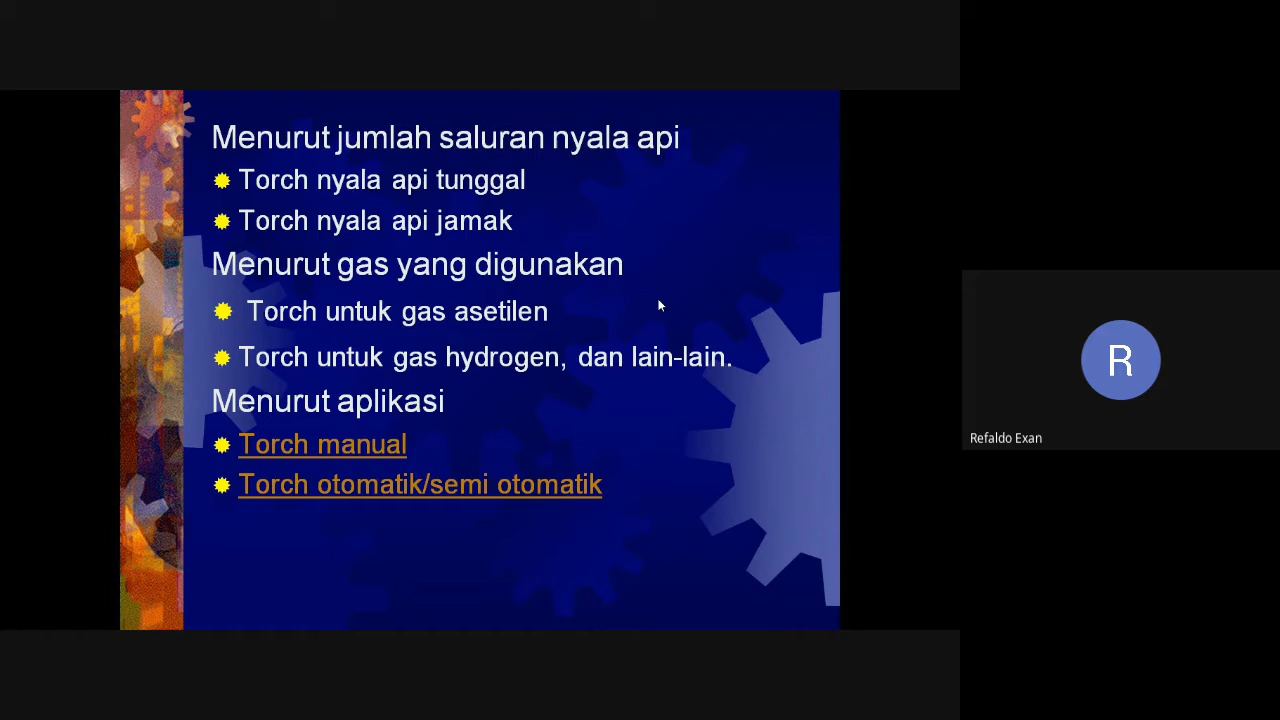 Menurut jumlah saluran nyala api
Torch nyala api tunggal
Torch nyala api jamak
Menurut gas yang digunakan
Torch untuk gas asetilen
Torch untuk gas hydrogen, dan lain-lain.
Menurut aplikasi
Torch manual
Torch otomatik/semi otomatik
R
Refaldo Exan